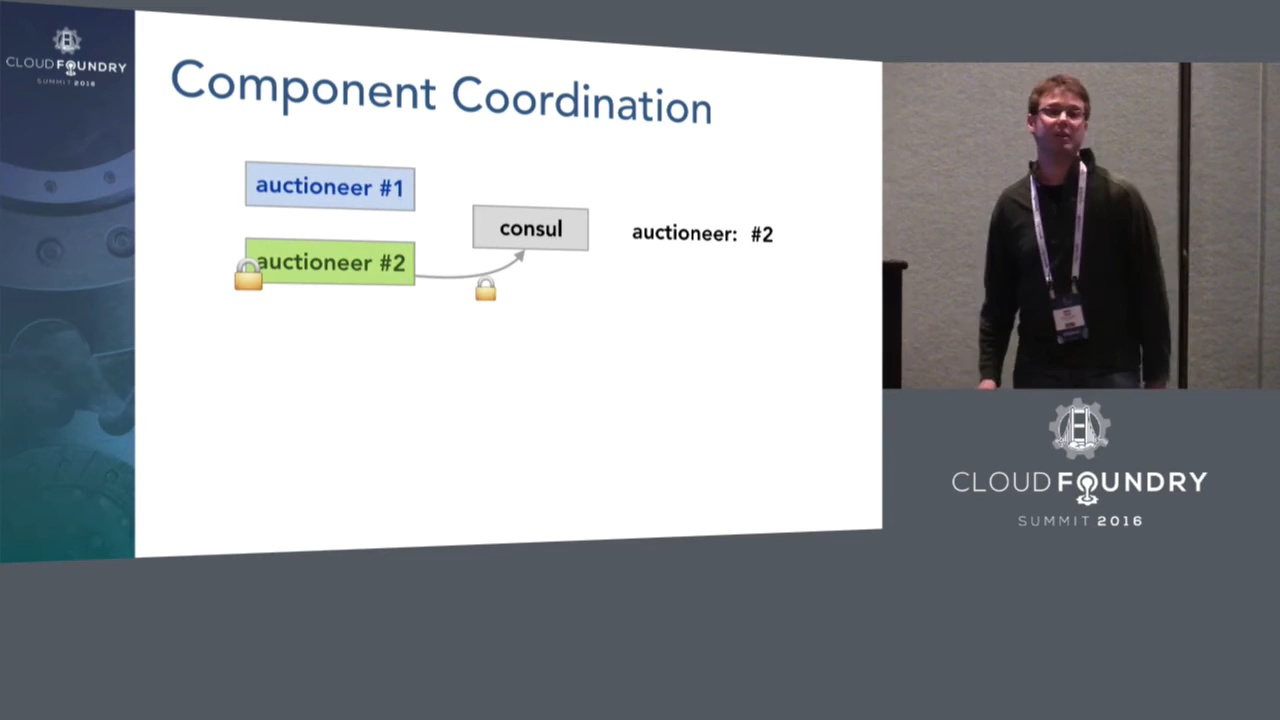 CLOUD FOUNDRY
SUMMIT 2016
Component Coordination
auctioneer #1
consul
auctioneer: #2
auctioneer #2
CLOUD FOUNDRY
SUMMIT 2016